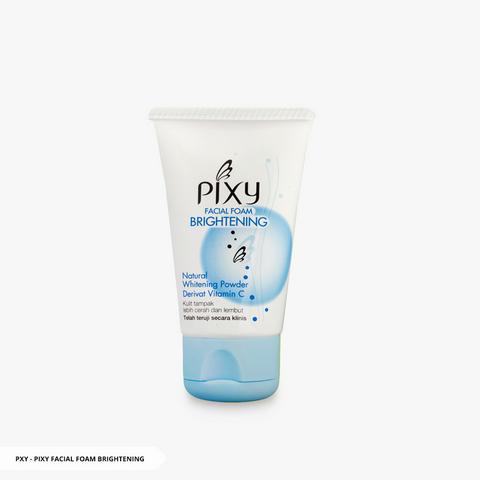 PIXY
FACIAL FOAM
BRIGHTENING
Natural
Whitening Powder
Derivat Vitamin C
Kulit tampak
lebih cerah dan lembut
Telah teruji secara klinis
PXY - PIXY FACIAL FOAM BRIGHTENING